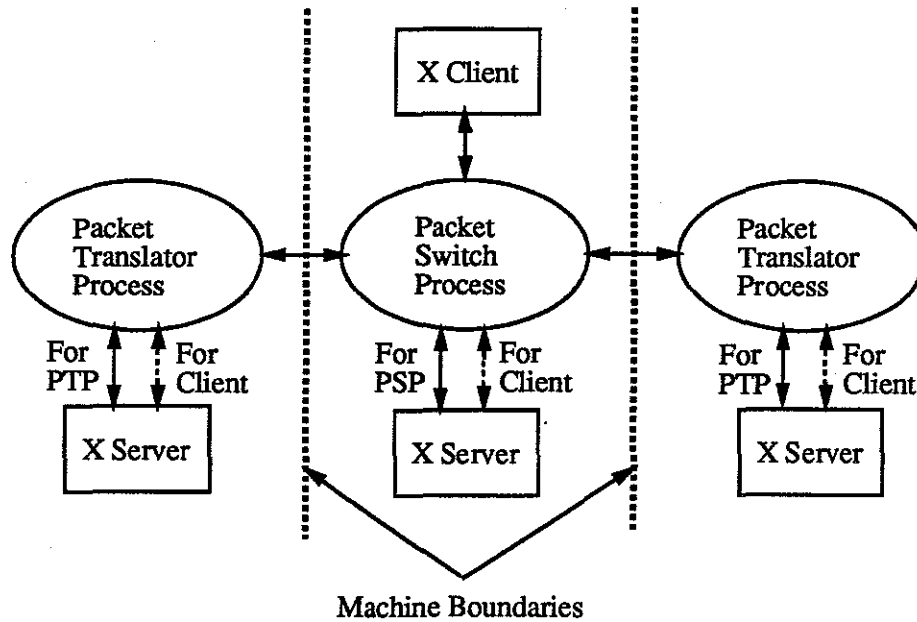 X Client
Packet
Translator
Process
Packet
Switch
Process
Packet
Translator
Process
For
PTP
For
Client
For
PSP
For
Client
For
PTP
For
Client
X Server
X Server
X Server
Machine Boundaries